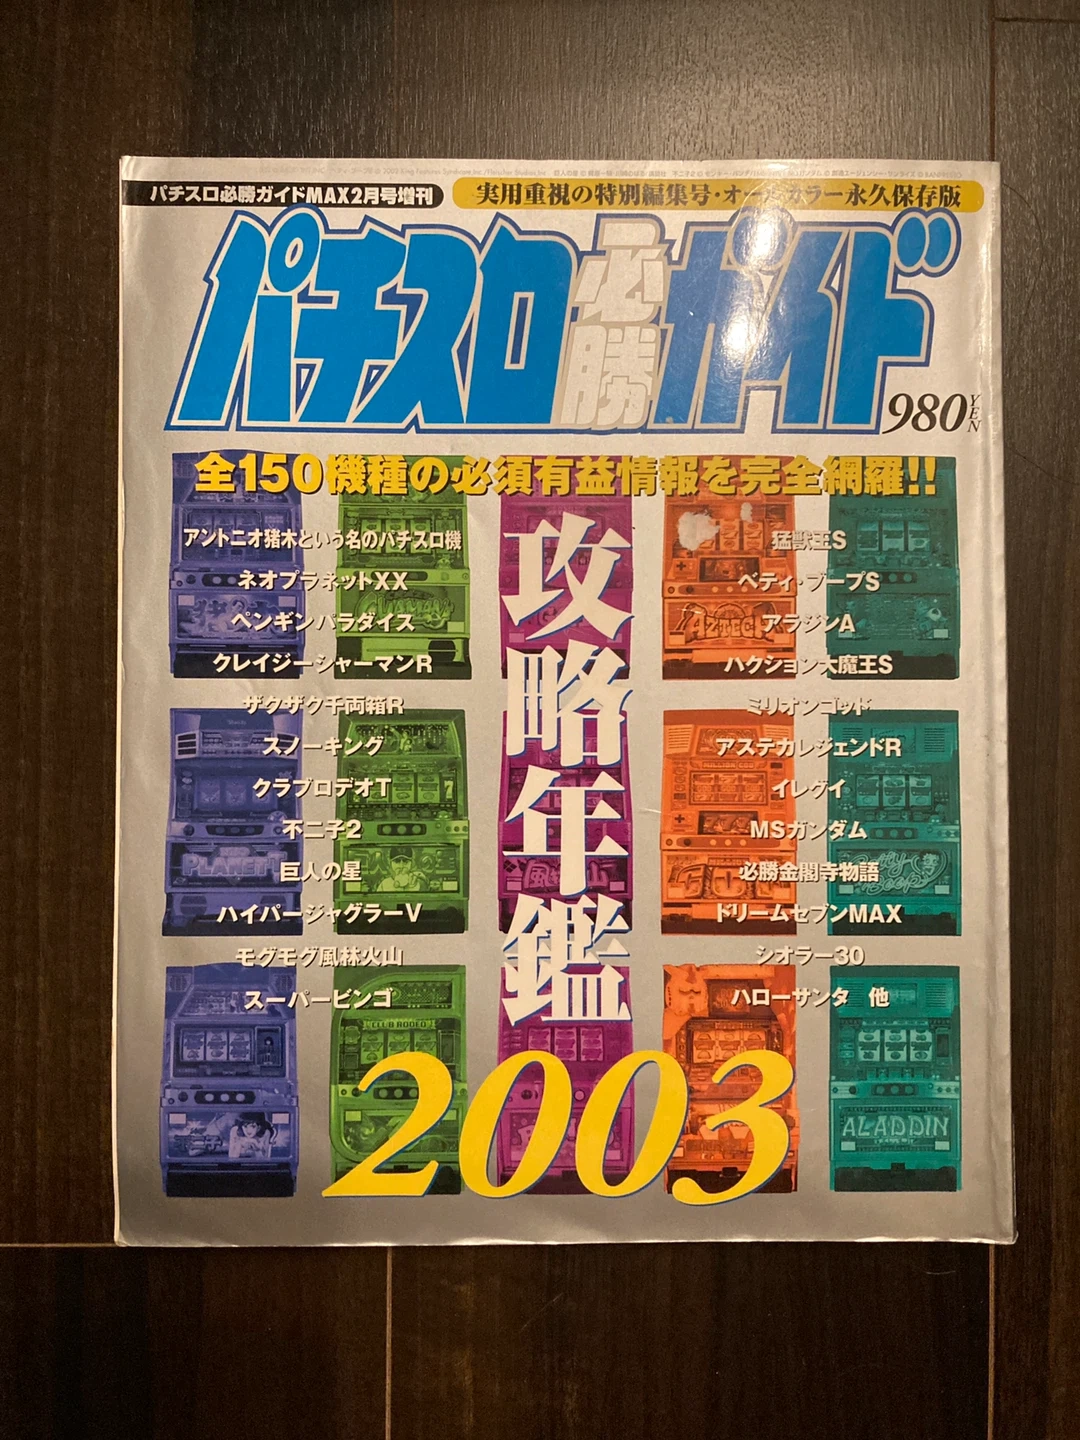 パチスロ必勝ガイドMAX2月号増刊
実用重視の特別編集号・オールカラー永久保存版
パチスロ必勝ガイド
980YEN
全150機種の必須有益情報を完全網羅!!
攻略年鑑
2003
アントニオ猪木という名のパチスロ機
ネオプラネットXX
ペンギンパラダイス
クレイジーシャーマンR
ザクザク千両箱R
スノーキング
クラブロデオT
不二子2
巨人の星
ハイパージャグラーV
モグモグ風林火山
スーパービンゴ
猛獣王S
ベティ・ブープS
アラジンA
ハクション大魔王S
ミリオンゴッド
アステカレジェンドR
イレグイ
MSガンダム
必勝金閣寺物語
ドリームセブンMAX
シオラー30
ハローサンタ 他
AZTECA
PLANET
MILLION GOD
Betty Boop
CLUB RODEO
ALADDIN